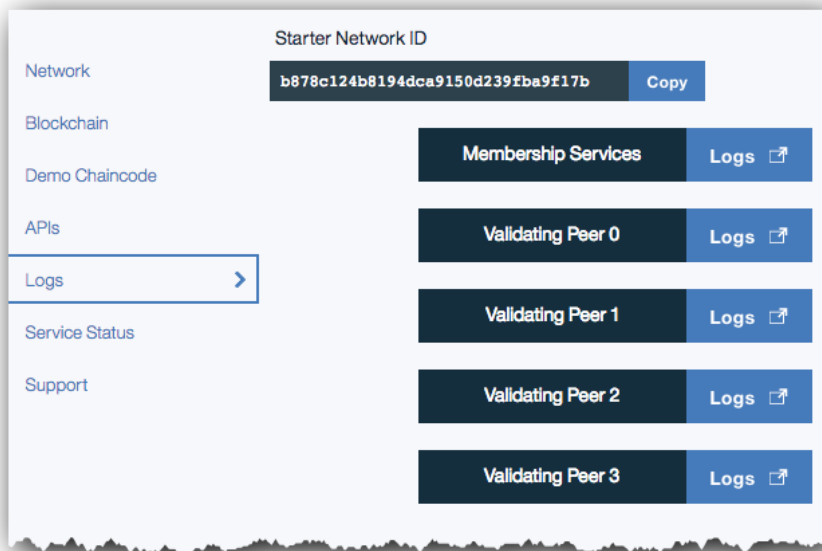 Starter Network ID
b878c124b8194dca9150d239fba9f17b Copy
Network
Blockchain
Demo Chaincode
APIs
Logs
Service Status
Support
Membership Services Logs
Validating Peer 0 Logs
Validating Peer 1 Logs
Validating Peer 2 Logs
Validating Peer 3 Logs